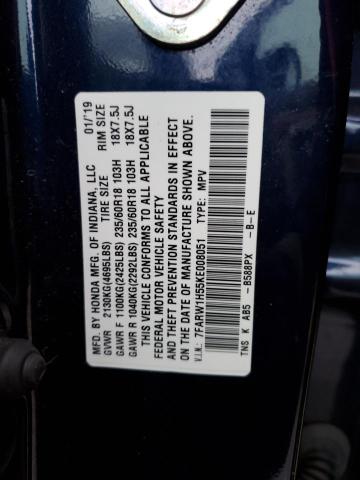 MFD. BY HONDA MFG. OF INDIANA, LLC 01/'19
GVWR 2130KG(4695LBS) TIRE SIZE RIM SIZE
GAWR F 1100KG(2425LBS) 235/60R18 103H 18X7.5J
GAWR R 1040KG(2292LBS) 235/60R18 103H 18X7.5J
THIS VEHICLE CONFORMS TO ALL APPLICABLE
FEDERAL MOTOR VEHICLE SAFETY
AND THEFT PREVENTION STANDARDS IN EFFECT
ON THE DATE OF MANUFACTURE SHOWN ABOVE.
V.I.N.: 7FARW1H55KE008051 TYPE: MPV
TNS K AB5 -B588PX -B-E